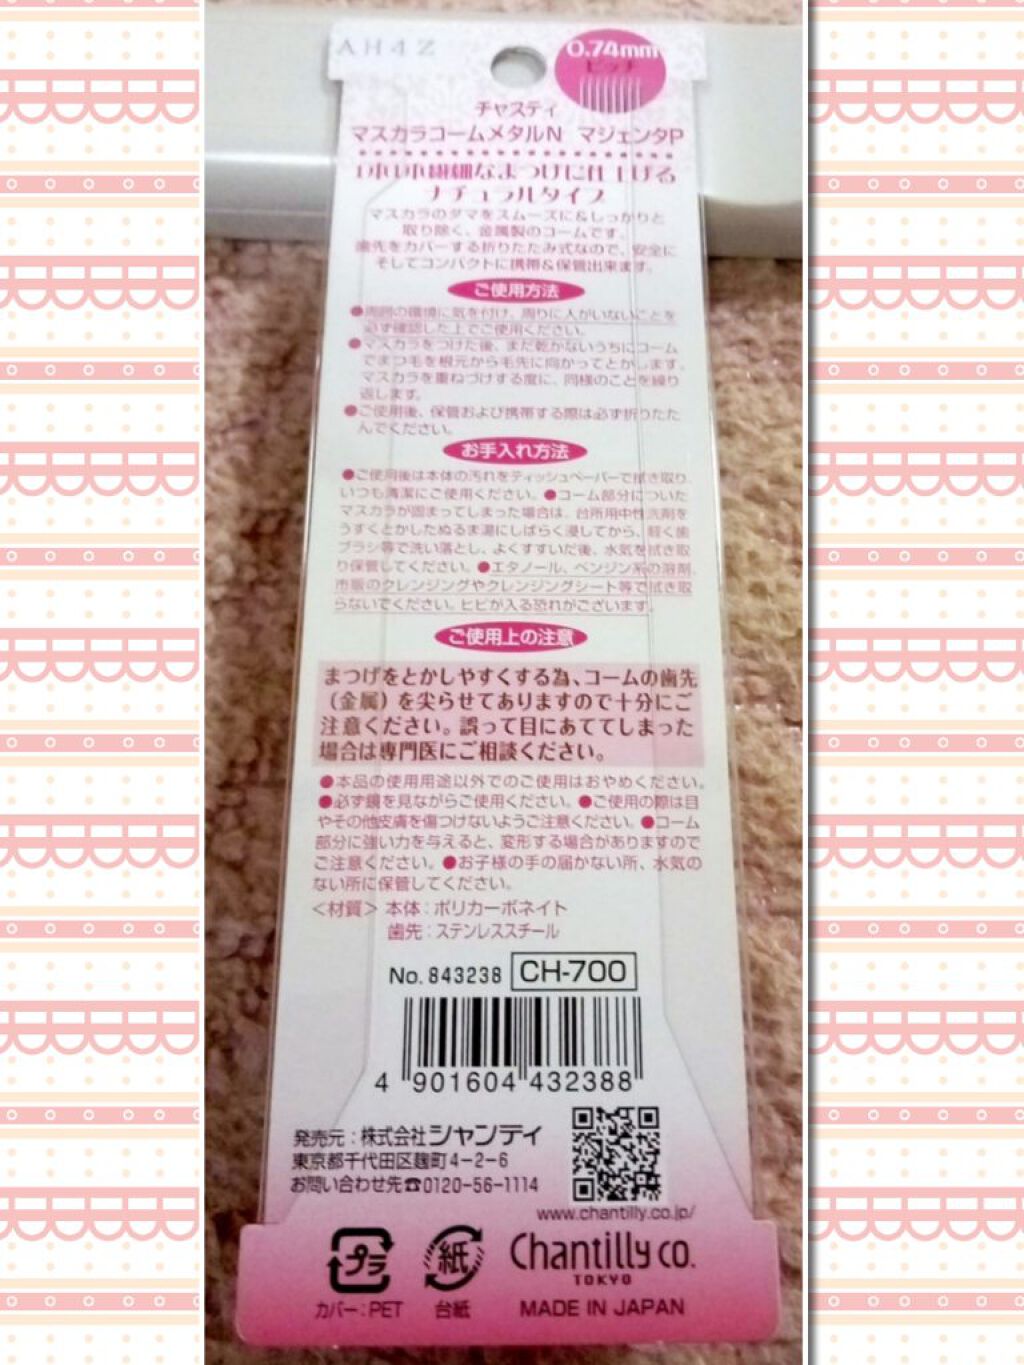 AH4Z
0.74mm
ピッチ
チャスティ
マスカラコームメタルN マジェンタP
1本1本繊細なまつげに仕上げる
ナチュラルタイプ
マスカラのダマをスムーズに&しっかりと
取り除く、金属製のコームです。
歯先をカバーする折りたたみ式なので、安全に
そしてコンパクトに携帯&保管出来ます。
ご使用方法
●周囲の環境に気を付け、周りに人がいないことを
必ず確認した上でご使用ください。
●マスカラをつけた後、まだ乾かないうちにコーム
でまつ毛を根元から毛先に向かってとかします。
マスカラを重ねづけする度に、同様のことを繰り
返します。
●ご使用後、保管および携帯する際は必ず折りたた
んでください。
お手入れ方法
●ご使用後は本体の汚れをティッシュペーパーで拭き取り、
いつも清潔にご使用ください。●コーム部分についた
マスカラが固まってしまった場合は、台所用中性洗剤を
うすくとかしたぬるま湯にしばらく浸してから、軽く歯
ブラシ等で洗い落とし、よくすすいだ後、水気を拭き取
り保管してください。●エタノール、ベンジン系の溶剤、
市販のクレンジングやクレンジングシート等で拭き取
らないでください。ヒビが入る恐れがございます。
ご使用上の注意
まつげをとかしやすくする為、コームの歯先
(金属)を尖らせてありますので十分にご
注意ください。誤って目にあててしまった
場合は専門医にご相談ください。
●本品の使用用途以外でのご使用はおやめください。
●必ず鏡を見ながらご使用ください。●ご使用の際は目
やその他皮膚を傷つけないようご注意ください。●コーム
部分に強い力を与えると、変形する場合がありますので
ご注意ください。●お子様の手の届かない所、水気の
ない所に保管してください。
<材質>本体:ポリカーボネイト
歯先:ステンレススチール
No. 843238 CH-700
4 901604 432388
発売元:株式会社シャンティ
東京都千代田区麹町4-2-6
お問い合わせ先☎0120-56-1114
www.chantilly.co.jp/
プラ
紙
Chantilly co.
TOKYO
カバー:PET
台紙
MADE IN JAPAN